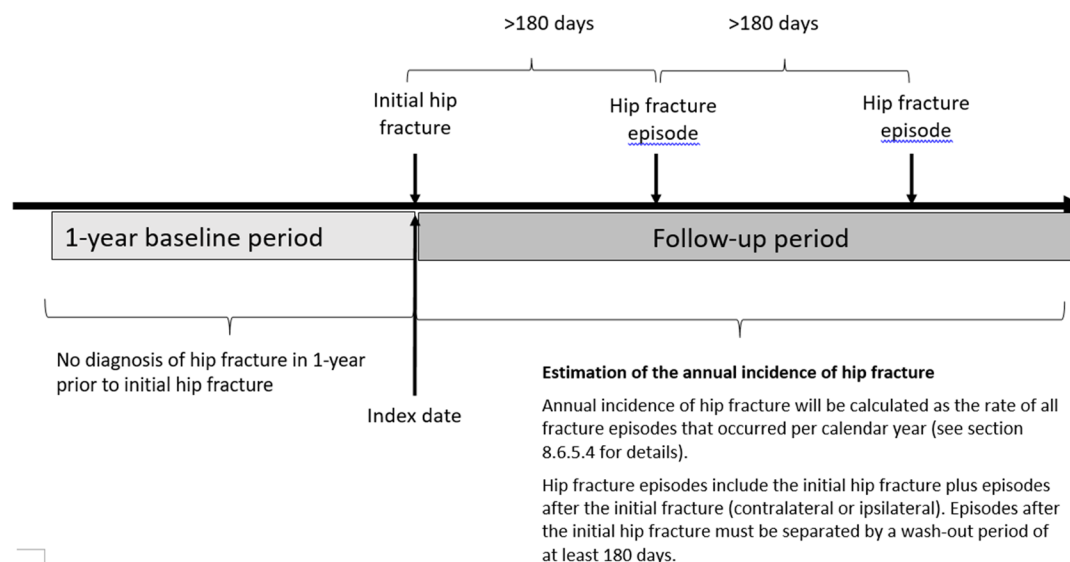 >180 days
>180 days
Initial hip
fracture
Hip fracture
episode
Hip fracture
episode
1-year baseline period
Follow-up period
No diagnosis of hip fracture in 1-year
prior to initial hip fracture
Index date
Estimation of the annual incidence of hip fracture
Annual incidence of hip fracture will be calculated as the rate of all
fracture episodes that occurred per calendar year (see section
8.6.5.4 for details).
Hip fracture episodes include the initial hip fracture plus episodes
after the initial fracture (contralateral or ipsilateral). Episodes after
the initial hip fracture must be separated by a wash-out period of
at least 180 days.